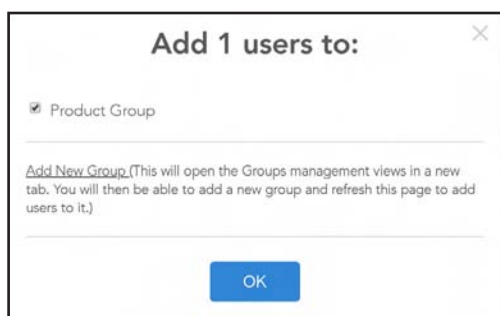 Add 1 users to:
Product Group
Add New Group (This will open the Groups management views in a new
tab. You will then be able to add a new group and refresh this page to add
users to it.)
OK